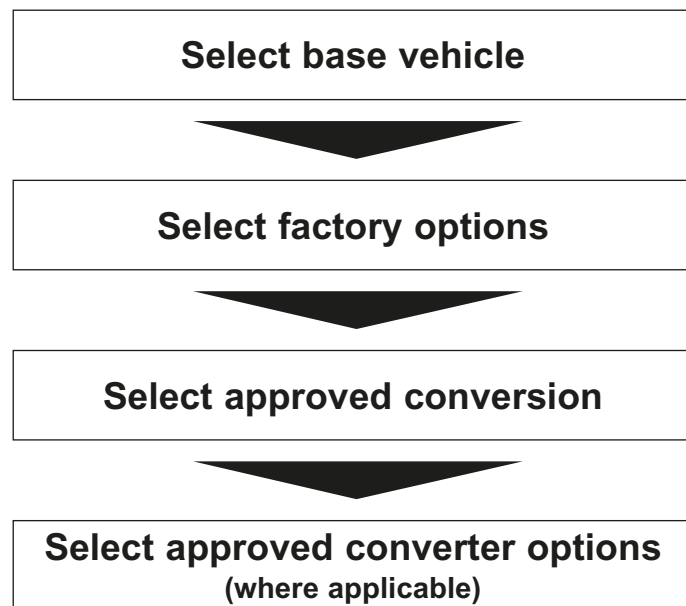 Select base vehicle
Select factory options
Select approved conversion
Select approved converter options
(where applicable)